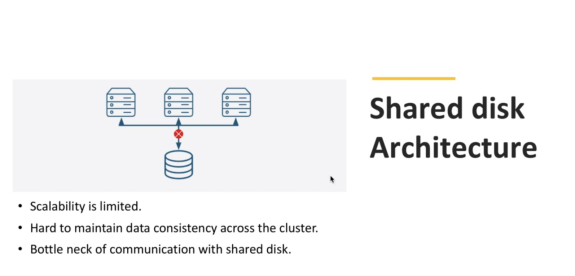 Shared disk
Architecture
• Scalability is limited.
• Hard to maintain data consistency across the cluster.
• Bottle neck of communication with shared disk.